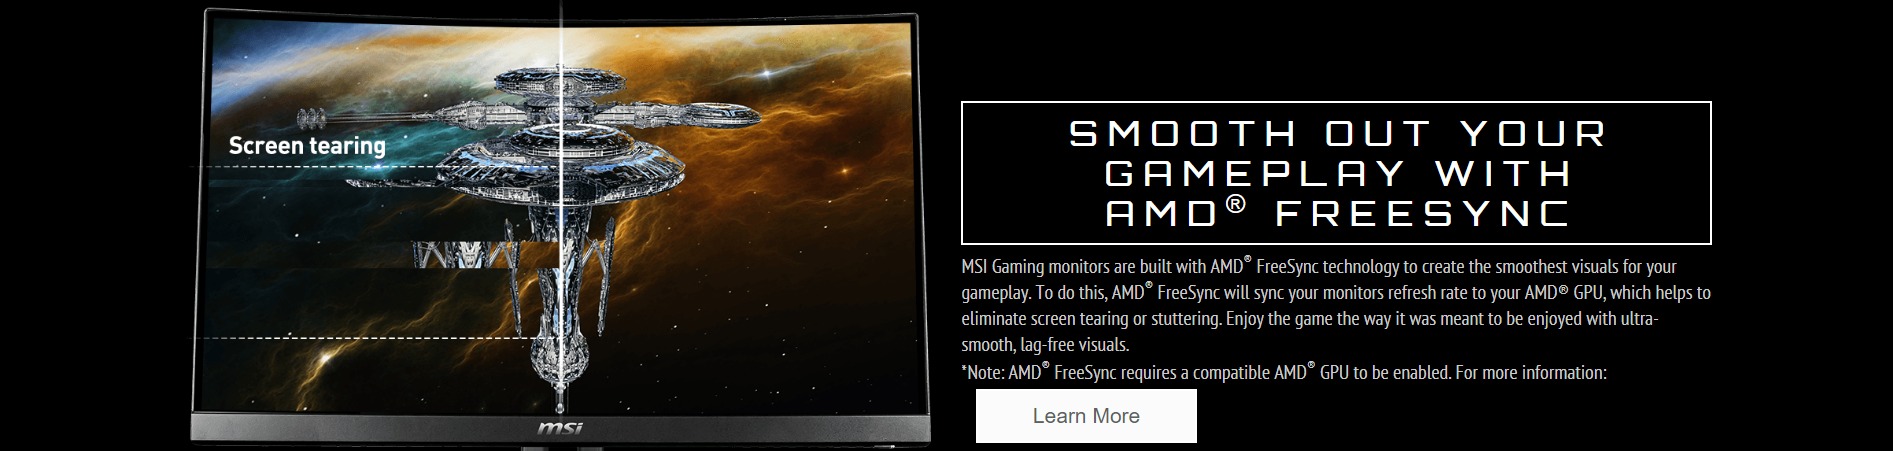 Screen tearing
msi
SMOOTH OUT YOUR
GAMEPLAY WITH
AMD® FREESYNC
MSI Gaming monitors are built with AMD® FreeSync technology to create the smoothest visuals for your
gameplay. To do this, AMD® FreeSync will sync your monitors refresh rate to your AMD® GPU, which helps to
eliminate screen tearing or stuttering. Enjoy the game the way it was meant to be enjoyed with ultra-
smooth, lag-free visuals.
*Note: AMD® FreeSync requires a compatible AMD® GPU to be enabled. For more information:
Learn More